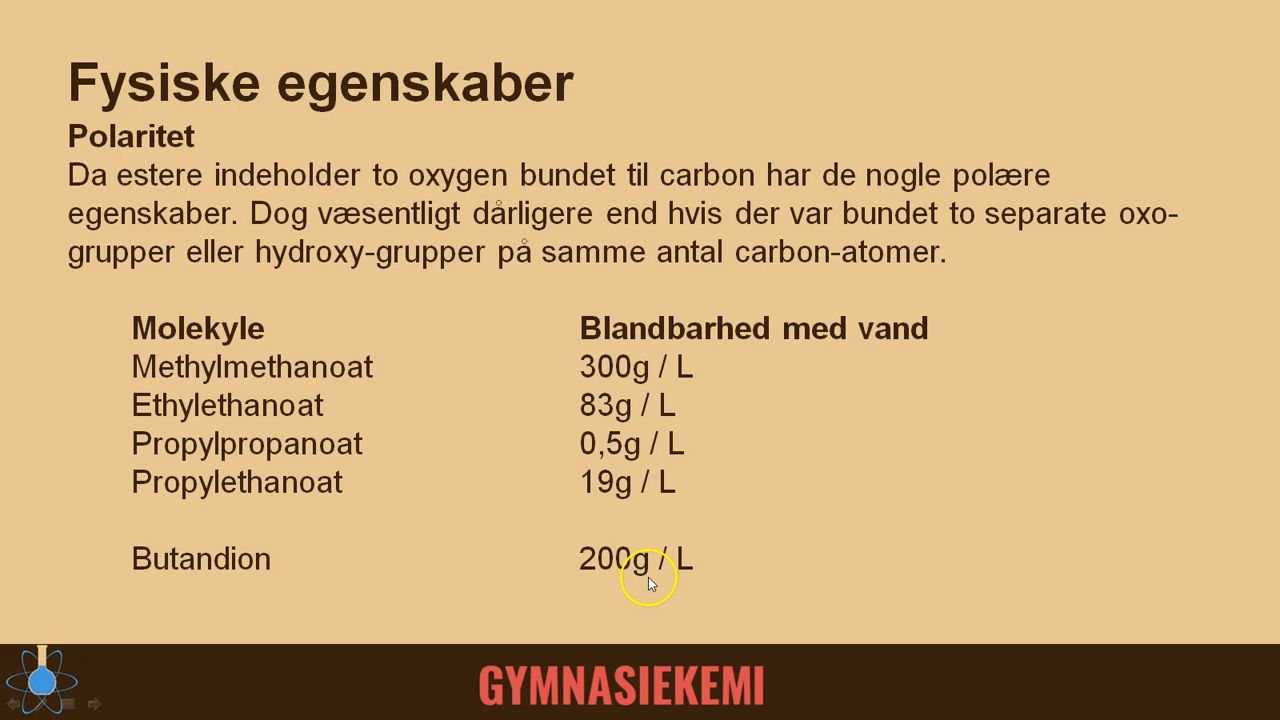 Fysiske egenskaber
Polaritet
Da estere indeholder to oxygen bundet til carbon har de nogle polære
egenskaber. Dog væsentligt dårligere end hvis der var bundet to separate oxo-
grupper eller hydroxy-grupper på samme antal carbon-atomer.
Molekyle Blandbarhed med vand
Methylmethanoat 300g / L
Ethylethanoat 83g / L
Propylpropanoat 0,5g / L
Propylethanoat 19g / L
Butandion 200g / L
GYMNASIEKEMI